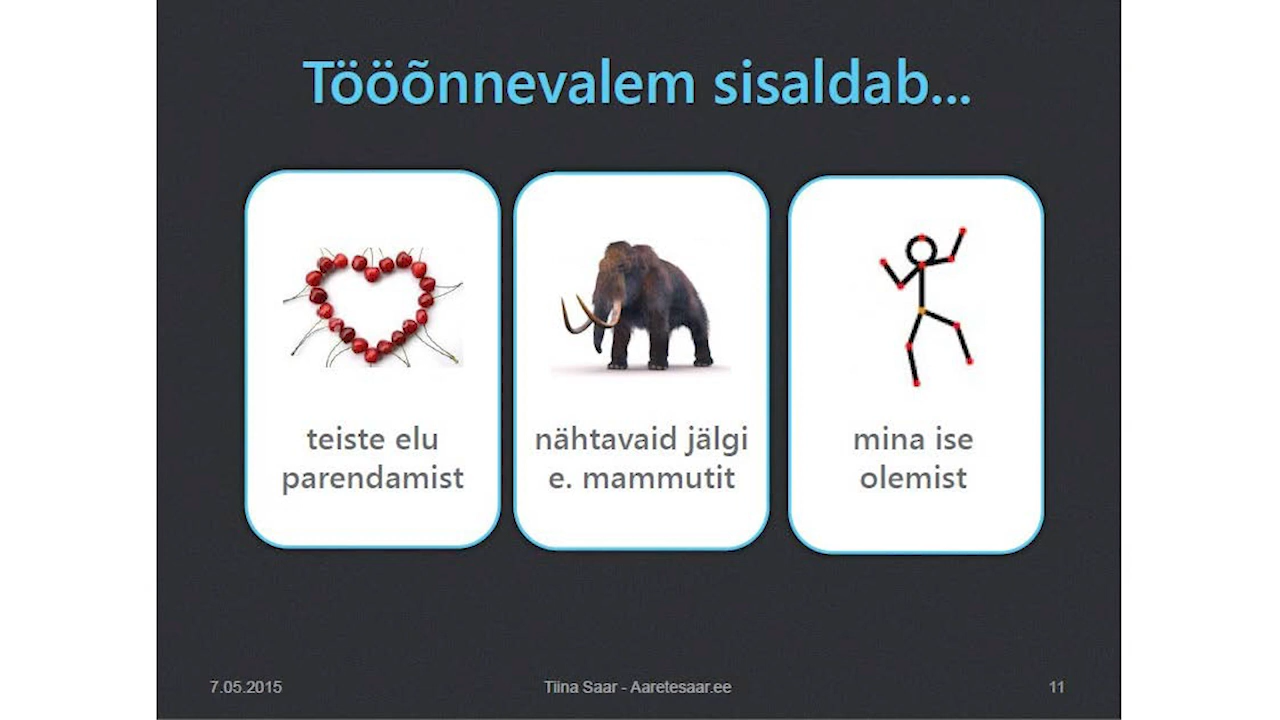 Tööõnnevalem sisaldab...
teiste elu
parendamist
nähtavaid jälgi
e. mammutit
mina ise
olemist
7.05.2015
Tiina Saar - Aaretesaar.ee
11